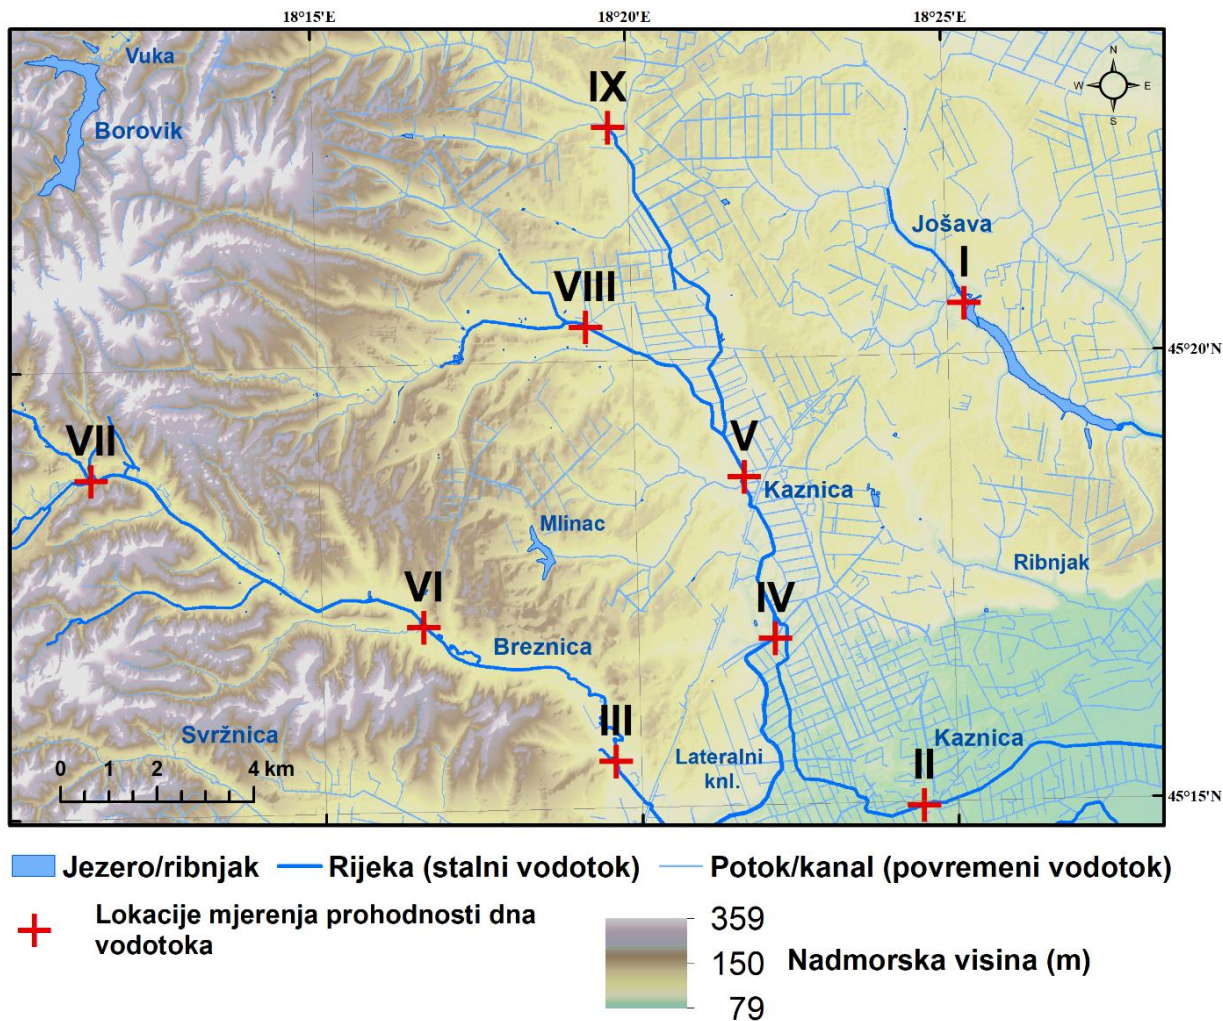 18°15'E
18°20'E
18°25'E
Vuka
N
W
E
S
IX
Borovik
Jošava
I
VIII
45°20'N
VII
V
Kaznica
Mlinac
Ribnjak
VI
IV
Breznica
III
Svržnica
Kaznica
Lateralni
knl.
II
0 1 2 4 km
45°15'N
Jezero/ribnjak
Rijeka (stalni vodotok)
Potok/kanal (povremeni vodotok)
Lokacije mjerenja prohodnosti dna
vodotoka
359
150
79
Nadmorska visina (m)